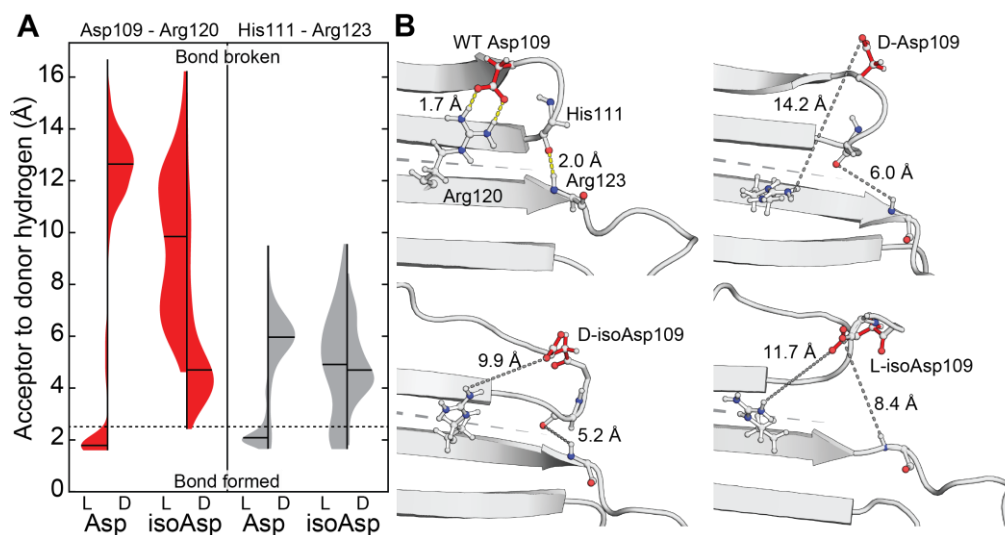 A
Asp109 - Arg120
His111 - Arg123
Bond broken
Acceptor to donor hydrogen (Å)
16
14
12
10
8
6
4
2
0
Bond formed
L D L D L D L D
Asp isoAsp Asp isoAsp
B
WT Asp109
1.7 Å
His111
2.0 Å
Arg123
Arg120
D-Asp109
14.2 Å
6.0 Å
D-isoAsp109
9.9 Å
5.2 Å
11.7 Å
L-isoAsp109
8.4 Å